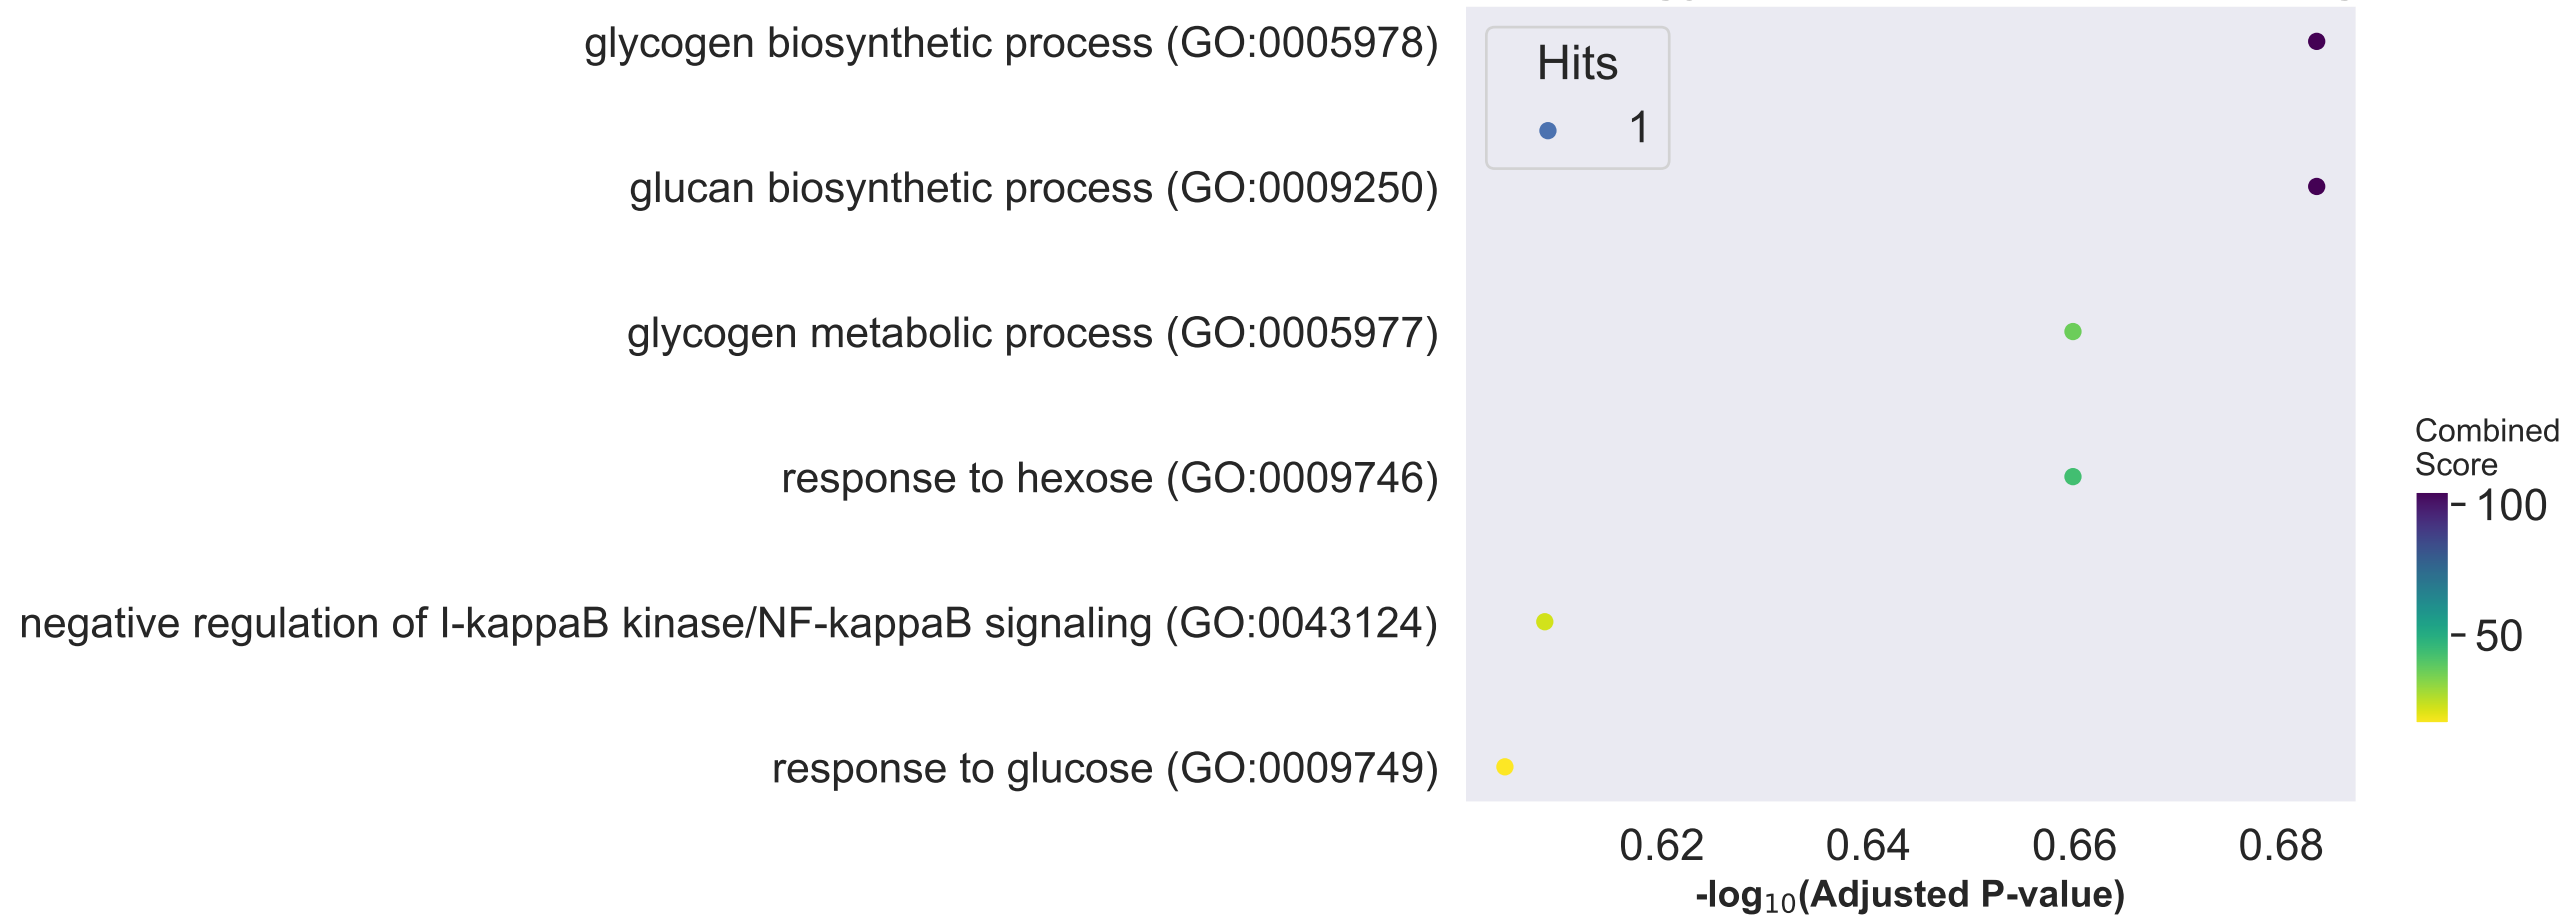 glycogen biosynthetic process (GO:0005978)
glucan biosynthetic process (GO:0009250)
glycogen metabolic process (GO:0005977)
response to hexose (GO:0009746)
negative regulation of I-kappaB kinase/NF-kappaB signaling (GO:0043124)
response to glucose (GO:0009749)
Hits
1
0.62 0.64 0.66 0.68
-log10(Adjusted P-value)
Combined
Score
100
50